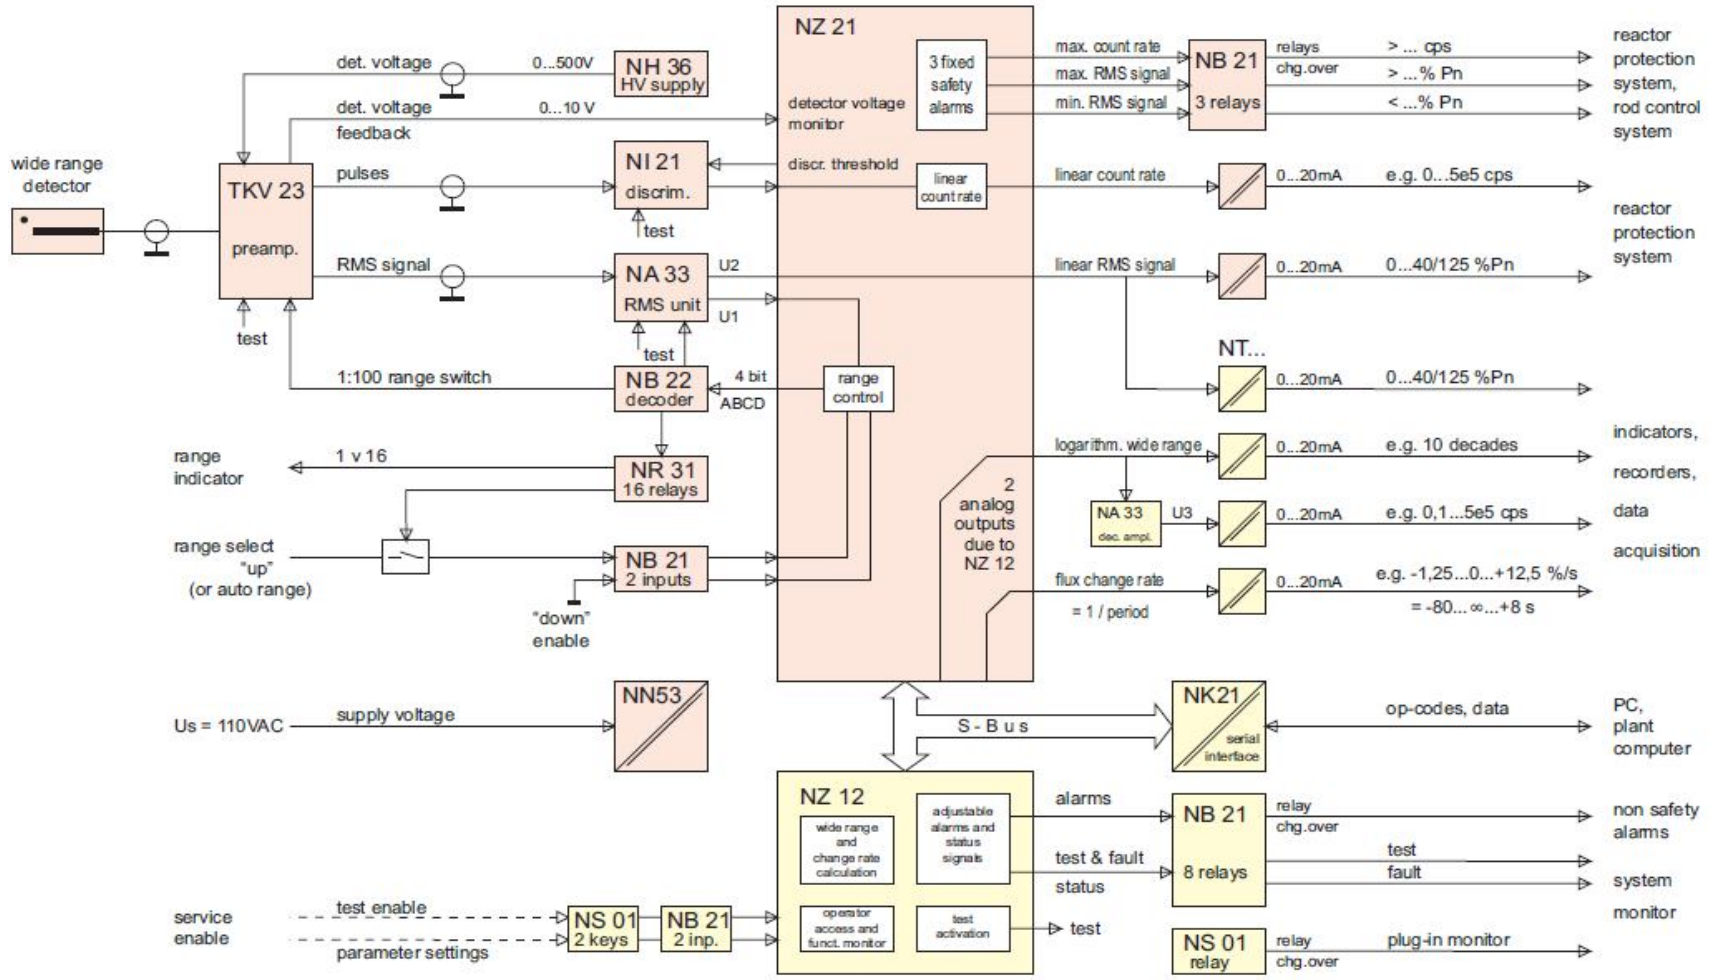 NZ 21
det. voltage
0...500V
NH 36
HV supply
det. voltage
feedback
0...10 V
detector voltage
monitor
3 fixed
safety
alarms
max. count rate
max. RMS signal
min. RMS signal
NB 21
3 relays
relays
chg.over
> ... cps
> ...% Pn
< ...% Pn
reactor
protection
system,
rod control
system
wide range
detector
TKV 23
preamp.
test
pulses
NI 21
discrim.
test
discr. threshold
linear
count rate
linear count rate
0...20mA
e.g. 0...5e5 cps
reactor
protection
system
RMS signal
NA 33
RMS unit
U2
U1
test
linear RMS signal
0...20mA
0...40/125 %Pn
NT...
0...20mA
0...40/125 %Pn
1:100 range switch
NB 22
decoder
4 bit
ABCD
range
control
range
indicator
1 v 16
NR 31
16 relays
logarithm. wide range
0...20mA
e.g. 10 decades
indicators,
recorders,
data
acquisition
2
analog
outputs
due to
NZ 12
NA 33
dec. ampl.
U3
0...20mA
e.g. 0,1...5e5 cps
range select
"up"
(or auto range)
NB 21
2 inputs
"down"
enable
flux change rate
= 1 / period
0...20mA
e.g. -1,25...0...+12,5 %/s
= -80... ∞...+8 s
Us = 110VAC
supply voltage
NN53
S - B u s
NK21
serial
interface
op-codes, data
PC,
plant
computer
NZ 12
wide range
and
change rate
calculation
adjustable
alarms and
status
signals
alarms
test & fault
status
NB 21
8 relays
relay
chg.over
test
fault
non safety
alarms
system
monitor
service
enable
test enable
parameter settings
NS 01
2 keys
NB 21
2 inp.
operator
access and
funct. monitor
test
activation
test
NS 01
relay
relay
chg.over
plug-in monitor